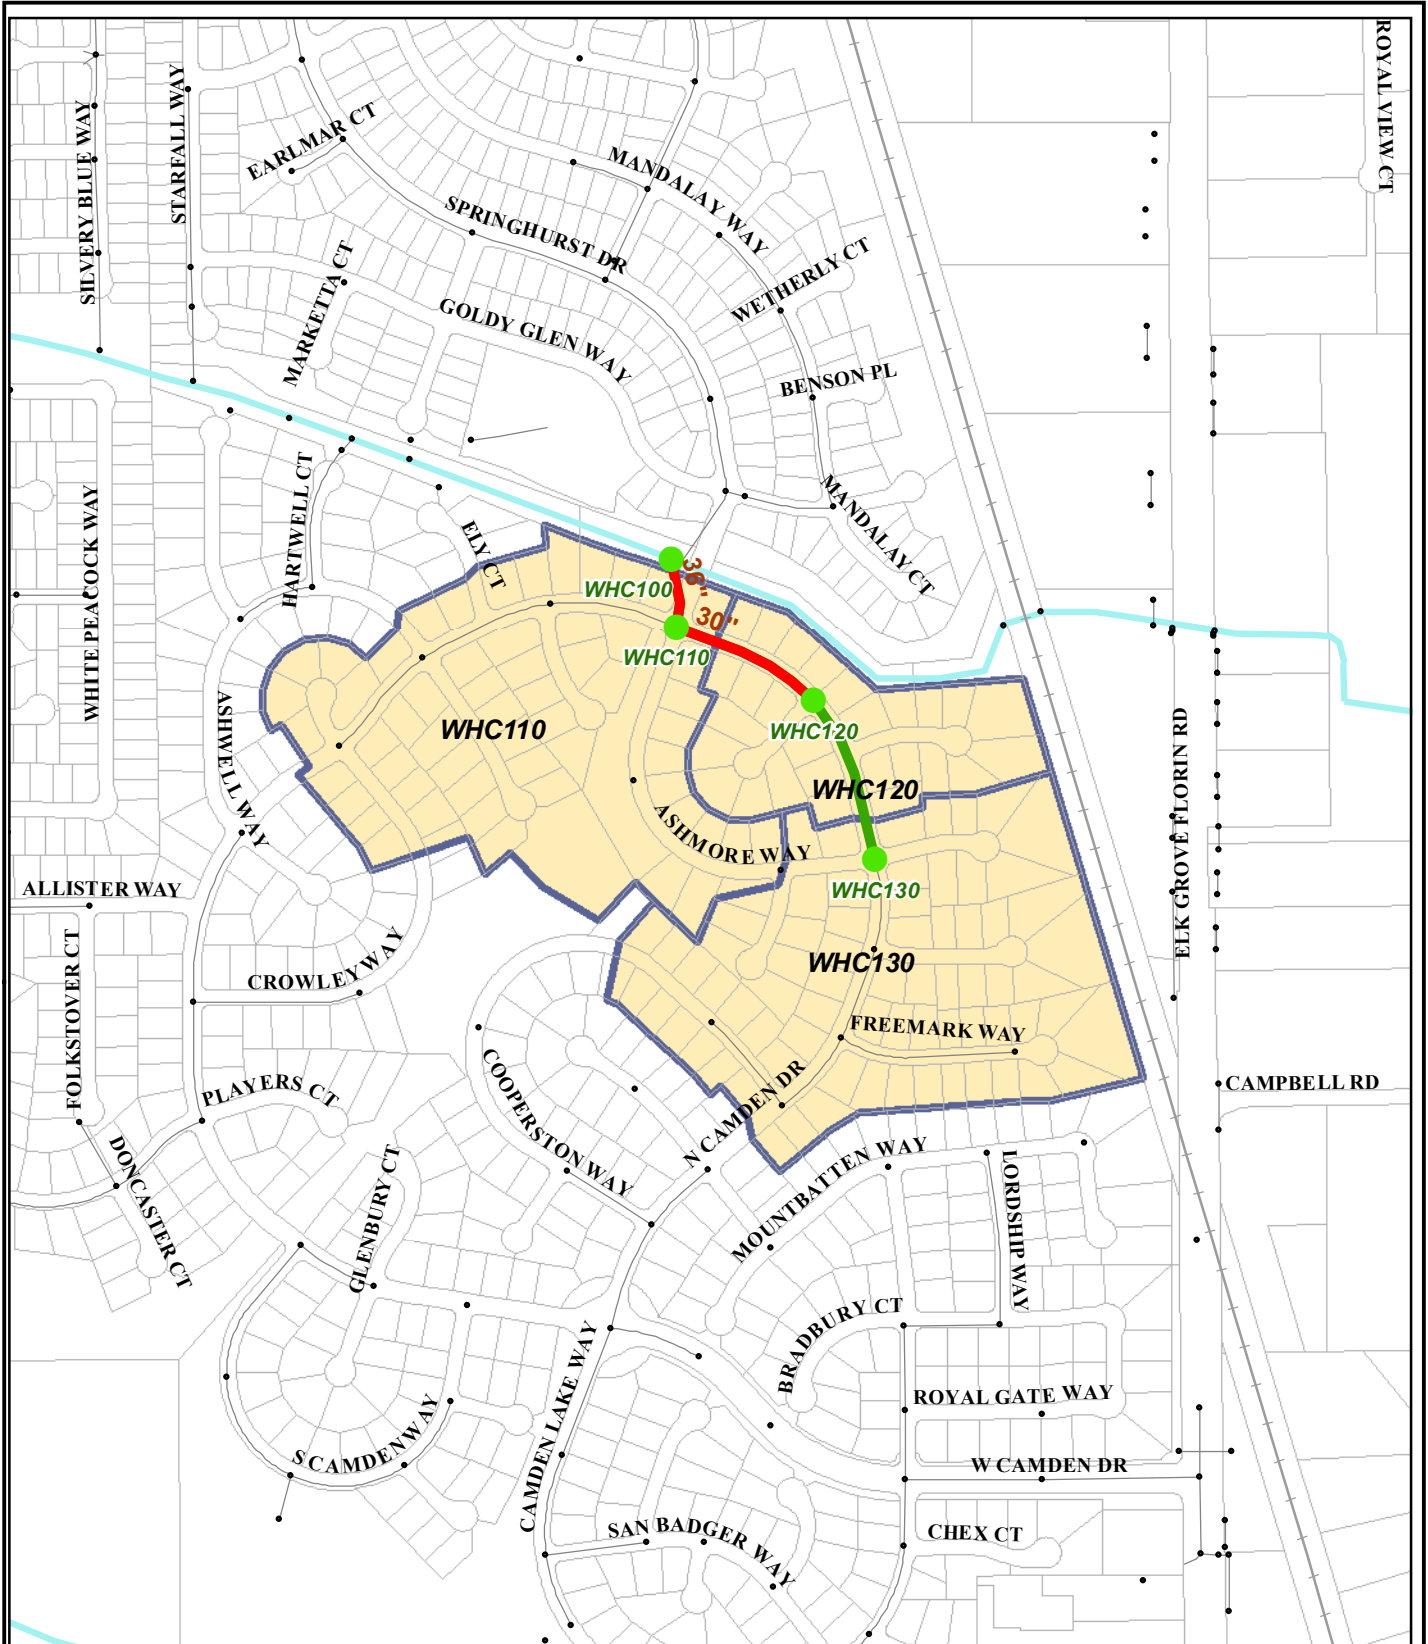 ROYAL VIEW CT
SILVERY BLUE WAY
STARFALL WAY
EARLMAR CT
MANDALAY WAY
SPRINGHURST DR
MARKETTA CT
WETHERLY CT
GOLDY GLEN WAY
BENSON PL
HARTWELL CT
WHITE PEACOCK WAY
ELY CT
MANDALAY CT
36"
WHC100
30"
WHC110
WHC110
WHC120
WHC120
ASHWELL WAY
ASHMORE WAY
ELK GROVE FLORIN RD
ALLISTER WAY
WHC130
WHC130
FOLKSTOVER CT
CROWLEY WAY
FREEMARK WAY
CAMPBELL RD
PLAYERS CT
COOPERSTON WAY
N CAMDEN DR
DONCASTER CT
GLENBURY CT
MOUNTBATTEN WAY
LORDSHIP WAY
BRADBURY CT
CAMDEN LAKE WAY
ROYAL GATE WAY
S CAMDEN WAY
W CAMDEN DR
SAN BADGER WAY
CHEX CT